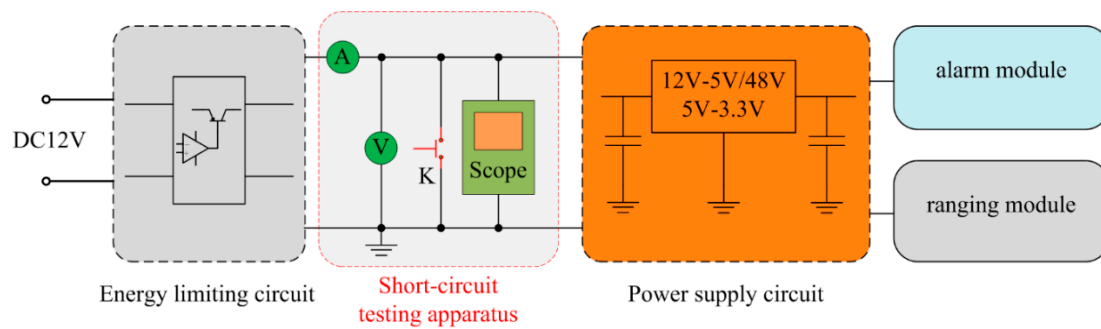 DC12V
A
V
K
Scope
12V-5V/48V
5V-3.3V
alarm module
ranging module
Energy limiting circuit
Short-circuit
testing apparatus
Power supply circuit